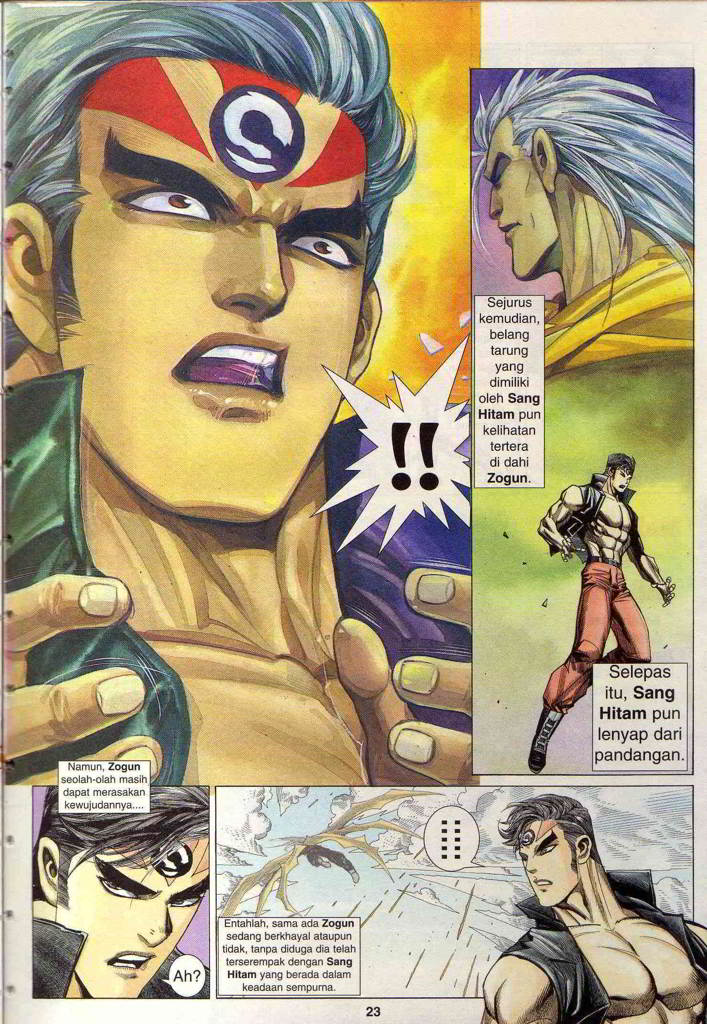 !!
Sejurus
kemudian,
belang
tarung
yang
dimiliki
oleh Sang
Hitam pun
kelihatan
tertera
di dahi
Zogun.
Selepas
itu, Sang
Hitam pun
lenyap dari
pandangan.
Namun, Zogun
seolah-olah masih
dapat merasakan
kewujudannya....
Ah?
Entahlah, sama ada Zogun
sedang berkhayal ataupun
tidak, tanpa diduga dia telah
terserempak dengan Sang
Hitam yang berada dalam
keadaan sempurna.
23